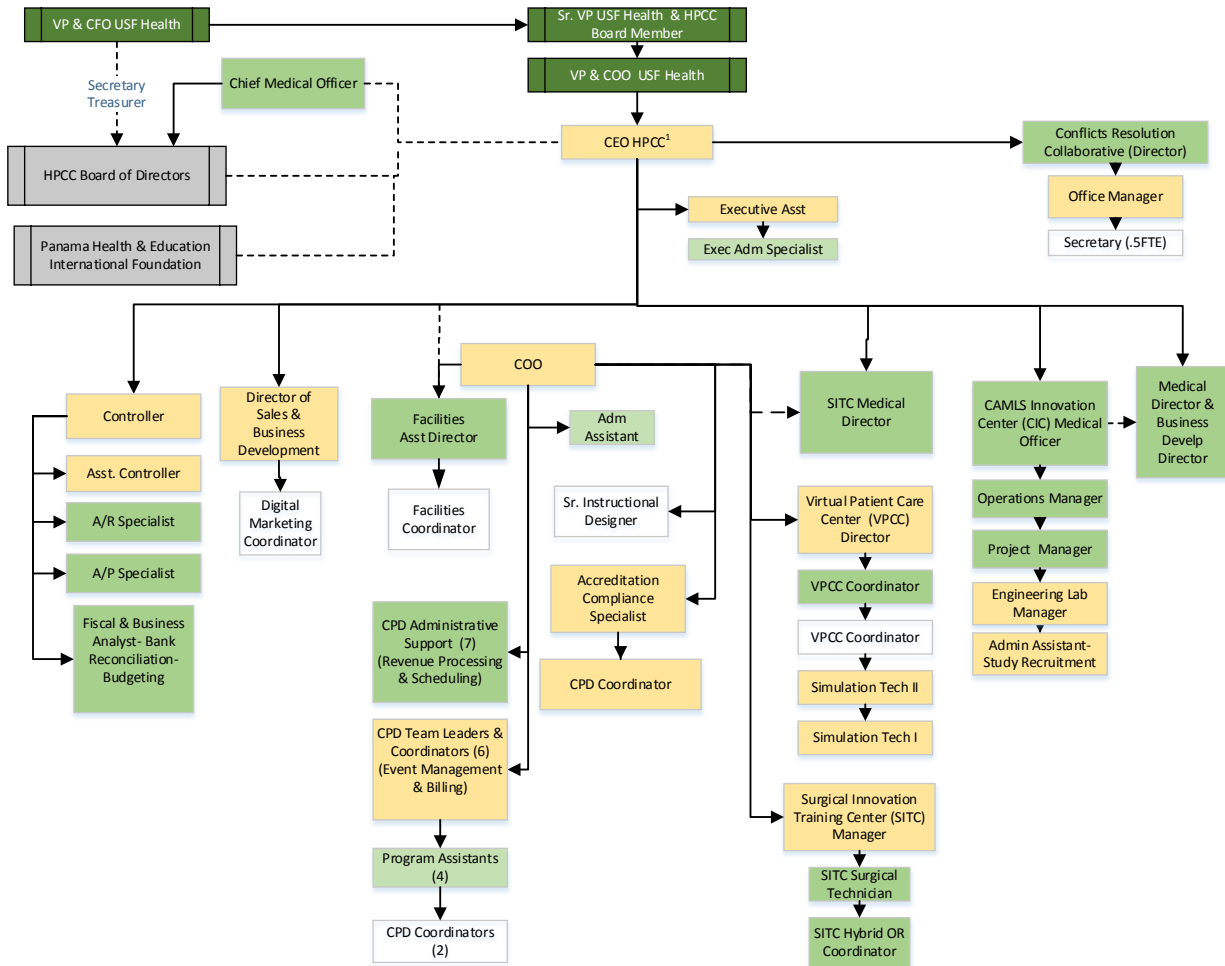 VP & CFO USF Health
Sr. VP USF Health & HPCC
Board Member
VP & COO USF Health
Secretary
Treasurer
Chief Medical Officer
CEO HPCC¹
Conflicts Resolution
Collaborative (Director)
HPCC Board of Directors
Office Manager
Executive Asst
Secretary (.5FTE)
Exec Adm Specialist
Panama Health & Education
International Foundation
COO
Controller
Director of
Sales &
Business
Development
Facilities
Asst Director
Adm
Assistant
SITC Medical
Director
CAMLS Innovation
Center (CIC) Medical
Officer
Medical
Director &
Business
Develp
Director
Asst. Controller
A/R Specialist
A/P Specialist
Fiscal & Business
Analyst- Bank
Reconciliation-
Budgeting
Digital
Marketing
Coordinator
Facilities
Coordinator
Sr. Instructional
Designer
Virtual Patient Care
Center (VPCC)
Director
Operations Manager
Project Manager
Engineering Lab
Manager
Admin Assistant-
Study Recruitment
VPCC Coordinator
VPCC Coordinator
Simulation Tech II
Simulation Tech I
Accreditation
Compliance
Specialist
CPD Coordinator
CPD Administrative
Support (7)
(Revenue Processing
& Scheduling)
CPD Team Leaders &
Coordinators (6)
(Event Management
& Billing)
Program Assistants
(4)
CPD Coordinators
(2)
Surgical Innovation
Training Center (SITC)
Manager
SITC Surgical
Technician
SITC Hybrid OR
Coordinator